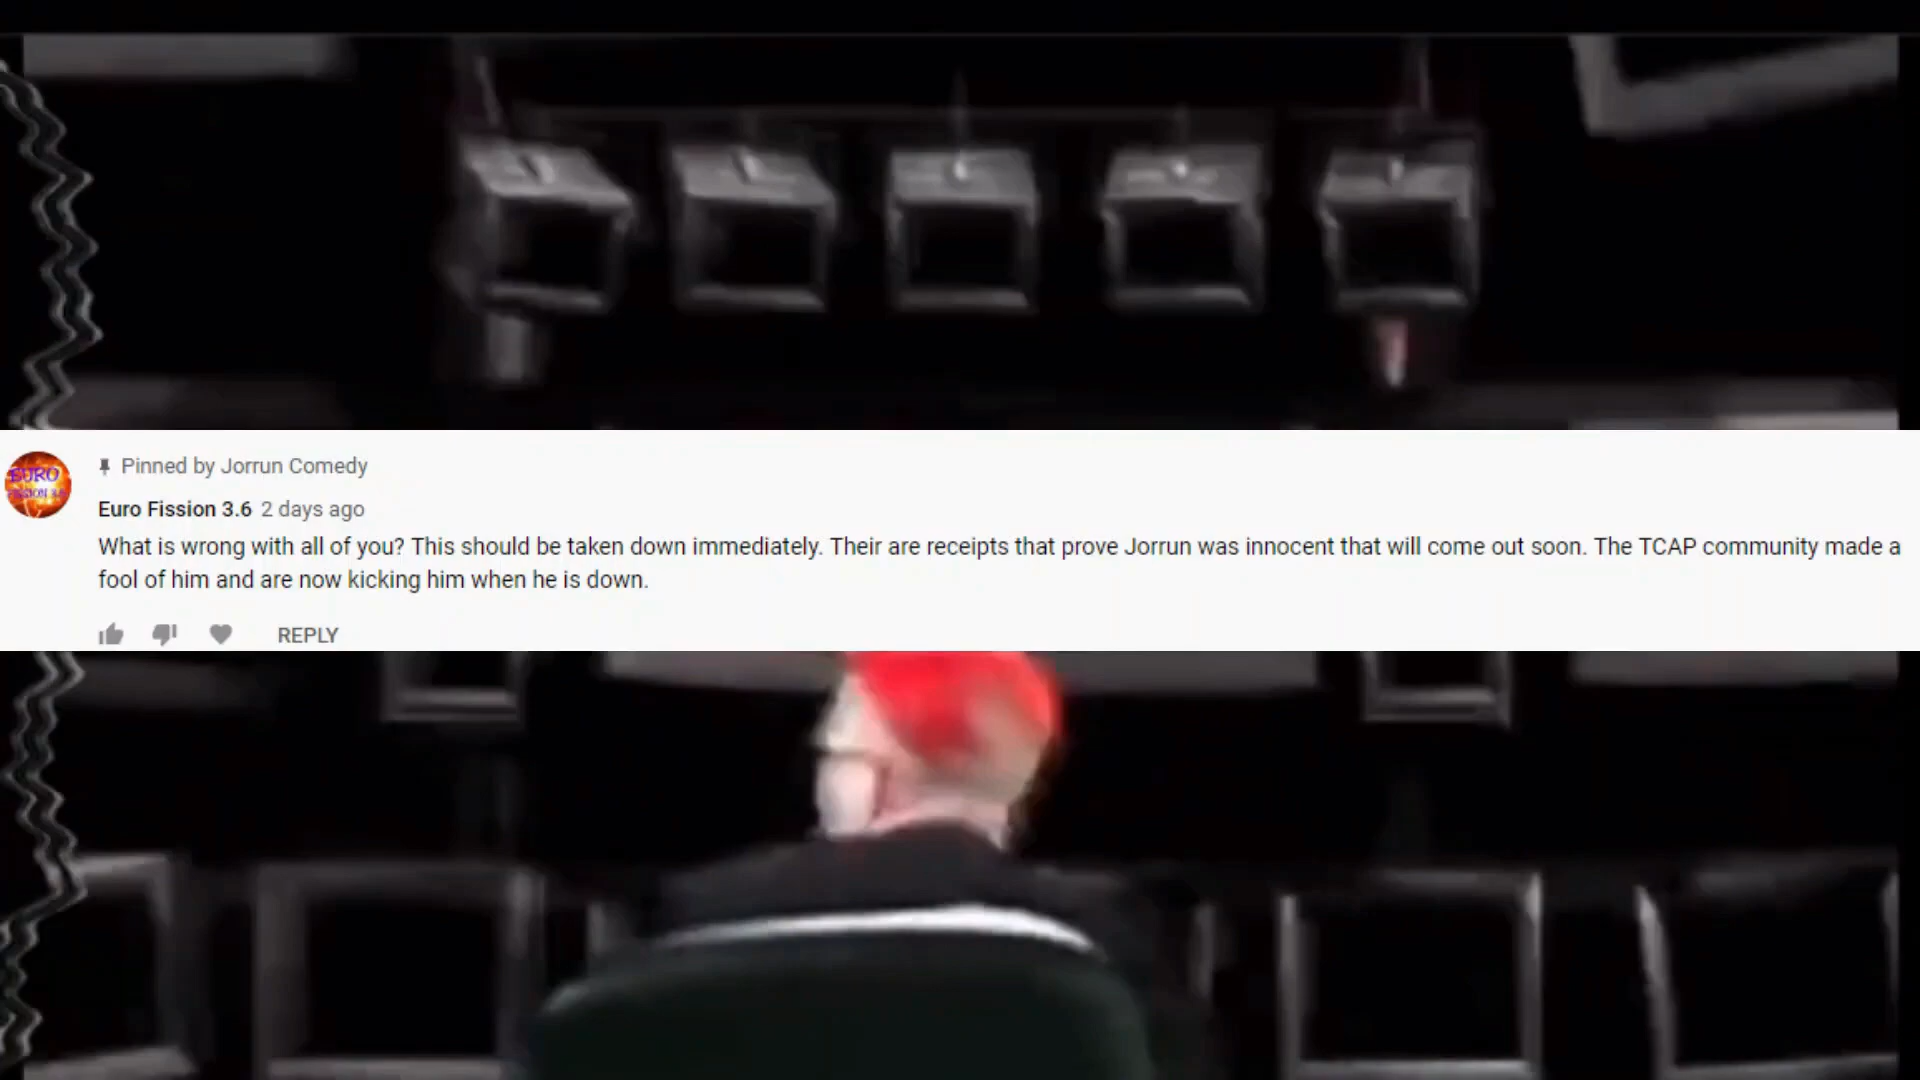 Pinned by Jorrun Comedy
EURO
Euro Fission 3.6 2 days ago
What is wrong with all of you? This should be taken down immediately. Their are receipts that prove Jorrun was innocent that will come out soon. The TCAP community made a
fool of him and are now kicking him when he is down.
REPLY